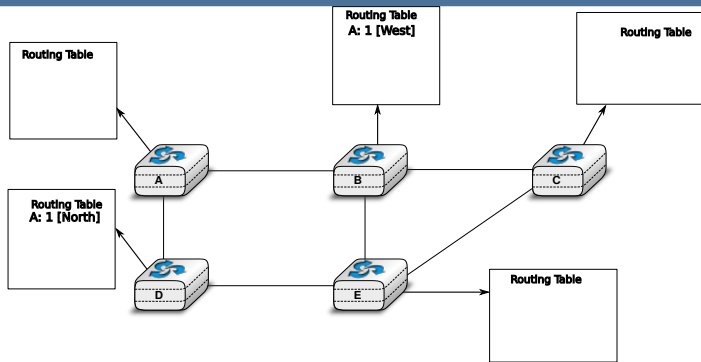 Routing Table
A: 1 [West]
Routing Table
Routing Table
A
B
C
Routing Table
A: 1 [North]
D
E
Routing Table